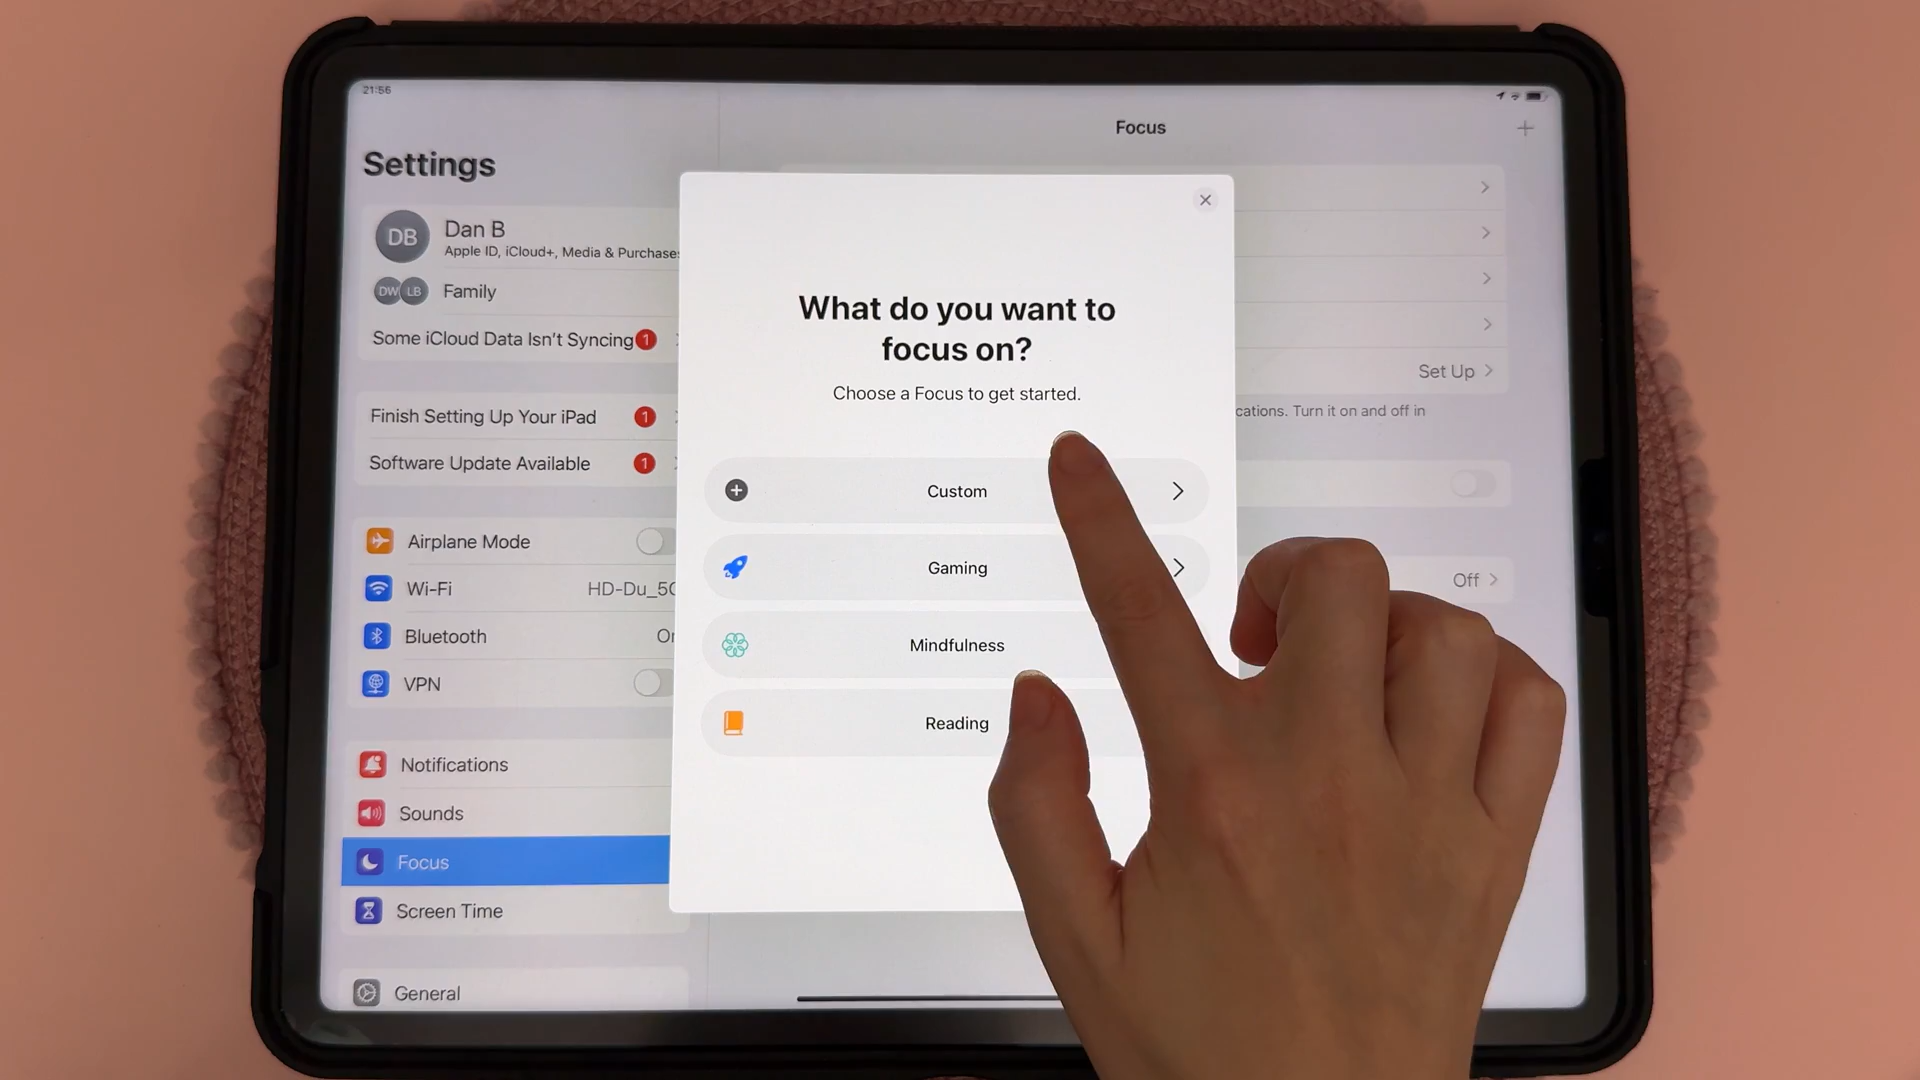 21:56
Settings
DB
Dan B
Apple ID, iCloud+, Media & Purchases
DW LB
Family
Some iCloud Data Isn't Syncing 1
Finish Setting Up Your iPad 1
Software Update Available 1
Airplane Mode
Wi-Fi HD-Du_5G
Bluetooth On
VPN
Notifications
Sounds
Focus
Screen Time
General
Focus
Set Up
cations. Turn it on and off in
Off
What do you want to
focus on?
Choose a Focus to get started.
Custom
Gaming
Mindfulness
Reading